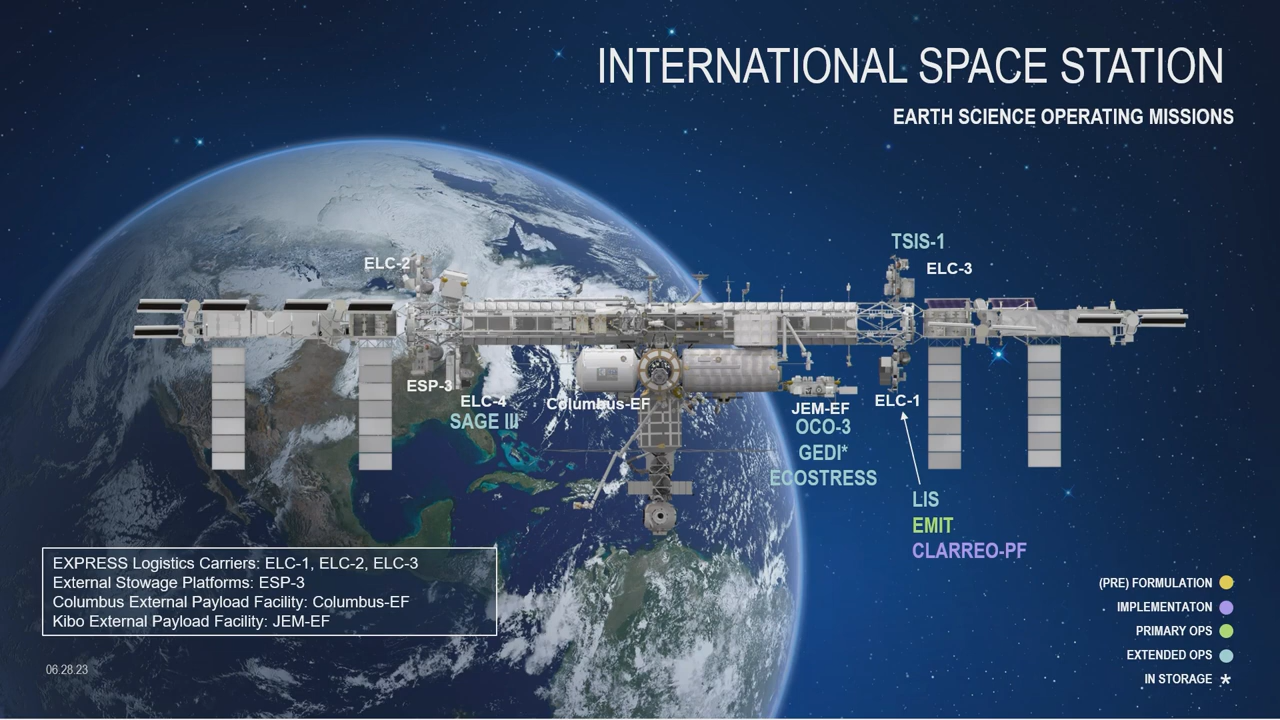 INTERNATIONAL SPACE STATION
EARTH SCIENCE OPERATING MISSIONS
TSIS-1
ELC-2
ELC-3
ESP-3
ELC-4
SAGE III
Columbus-EF
JEM-EF
OCO-3
GEDI*
ECOSTRESS
ELC-1
LIS
EMIT
CLARREO-PF
EXPRESS Logistics Carriers: ELC-1, ELC-2, ELC-3
External Stowage Platforms: ESP-3
Columbus External Payload Facility: Columbus-EF
Kibo External Payload Facility: JEM-EF
(PRE) FORMULATION
IMPLEMENTATON
PRIMARY OPS
EXTENDED OPS
IN STORAGE *
06.28.23